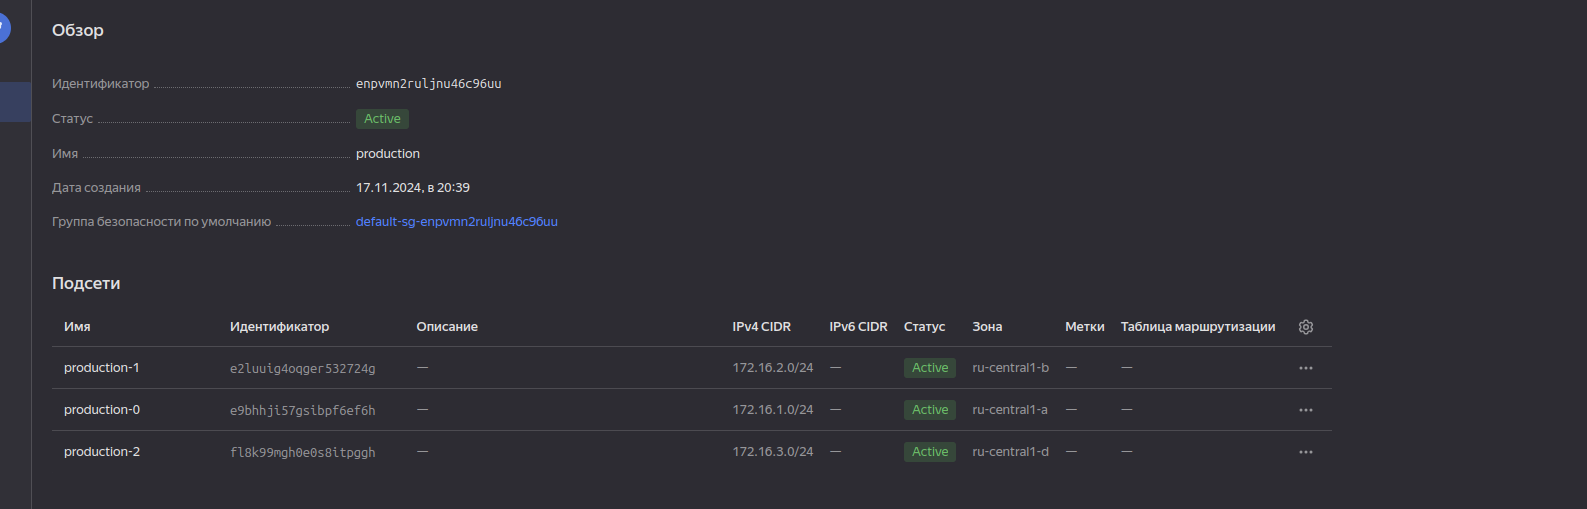 Обзор
Идентификатор enpvmn2ruljnu46c96uu
Статус Active
Имя production
Дата создания 17.11.2024, в 20:39
Группа безопасности по умолчанию default-sg-enpvmn2ruljnu46c96uu
Подсети
Имя Идентификатор Описание IPv4 CIDR IPv6 CIDR Статус Зона Метки Таблица маршрутизации
production-1 e2luuig4oqger532724g — 172.16.2.0/24 — Active ru-central1-b — —
production-0 e9bhhji57gsibpf6ef6h — 172.16.1.0/24 — Active ru-central1-a — —
production-2 fl8k99mgh0e0s8itpggh — 172.16.3.0/24 — Active ru-central1-d — —